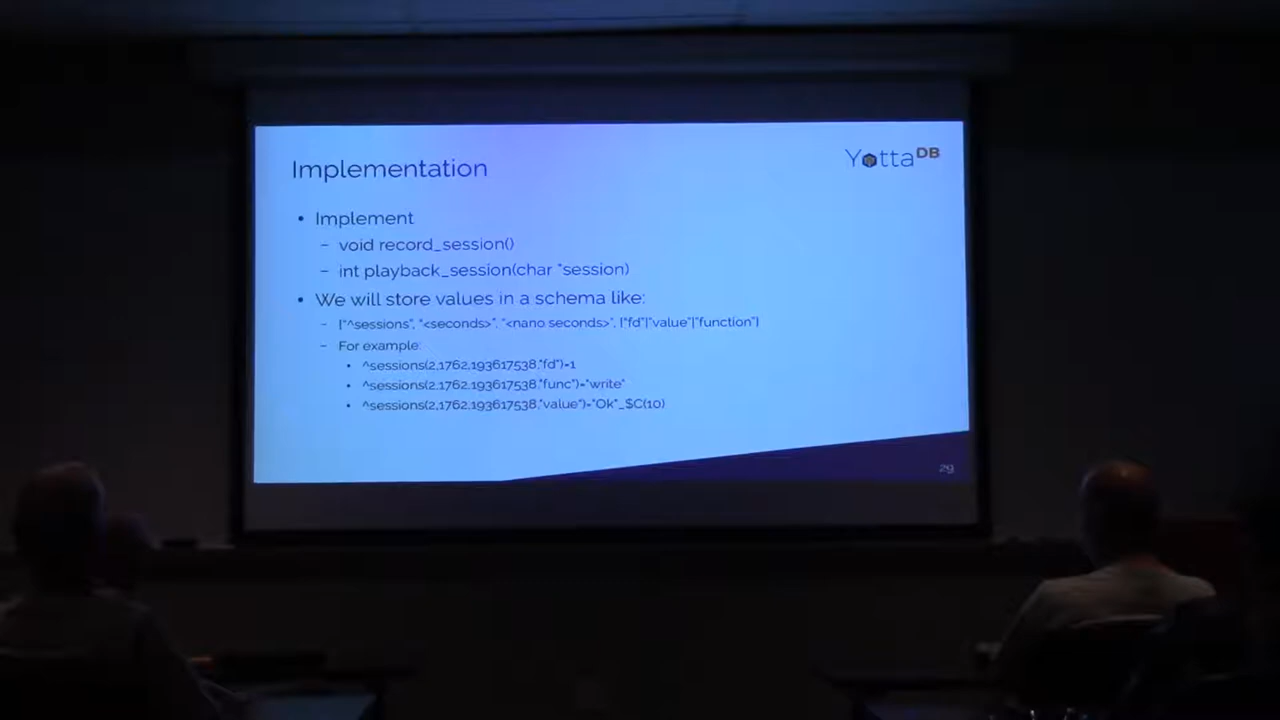 Implementation
YottaDB
• Implement
– void record_session()
– int playback_session(char *session)
• We will store values in a schema like:
– ["^sessions", "<seconds>", "<nano seconds>", ["fd"|"value"|"function"]
– For example:
• ^sessions(2,1762,193617538,"fd")=1
• ^sessions(2,1762,193617538,"func")="write"
• ^sessions(2,1762,193617538,"value")="Ok"_$C(10)
29